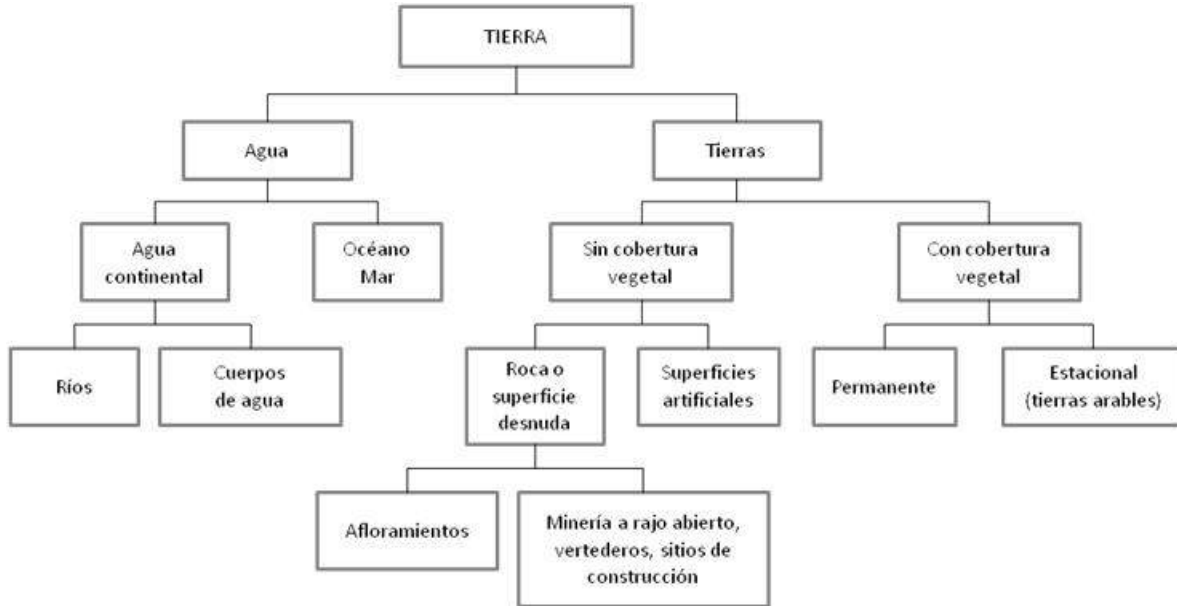 TIERRA
Agua
Tierras
Agua
continental
Océano
Mar
Sin cobertura
vegetal
Con cobertura
vegetal
Ríos
Cuerpos
de agua
Roca o
superficie
desnuda
Superficies
artificiales
Permanente
Estacional
(tierras arables)
Afloramientos
Minería a rajo abierto,
vertederos, sitios de
construcción